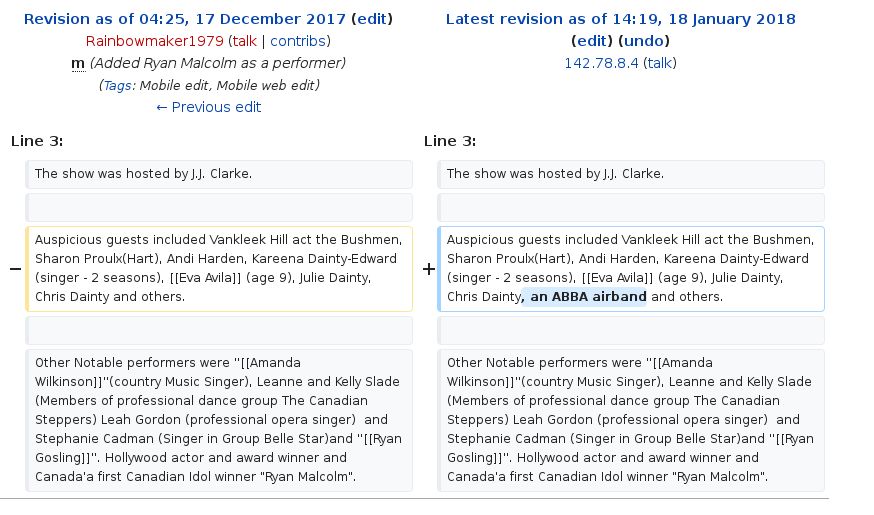 Revision as of 04:25, 17 December 2017 (edit)
Rainbowmaker1979 (talk | contribs)
m (Added Ryan Malcolm as a performer)
(Tags: Mobile edit, Mobile web edit)
← Previous edit
Latest revision as of 14:19, 18 January 2018
(edit) (undo)
142.78.8.4 (talk)
Line 3:
Line 3:
The show was hosted by J.J. Clarke.
The show was hosted by J.J. Clarke.
− Auspicious guests included Vankleek Hill act the Bushmen,
Sharon Proulx(Hart), Andi Harden, Kareena Dainty-Edward
(singer - 2 seasons), [[Eva Avila]] (age 9), Julie Dainty,
Chris Dainty and others.
+ Auspicious guests included Vankleek Hill act the Bushmen,
Sharon Proulx(Hart), Andi Harden, Kareena Dainty-Edward
(singer - 2 seasons), [[Eva Avila]] (age 9), Julie Dainty,
Chris Dainty, an ABBA airband and others.
Other Notable performers were "[[Amanda
Wilkinson]]"(country Music Singer), Leanne and Kelly Slade
(Members of professional dance group The Canadian
Steppers) Leah Gordon (professional opera singer)  and
Stephanie Cadman (Singer in Group Belle Star)and "[[Ryan
Gosling]]". Hollywood actor and award winner and
Canada'a first Canadian Idol winner "Ryan Malcolm".
Other Notable performers were "[[Amanda
Wilkinson]]"(country Music Singer), Leanne and Kelly Slade
(Members of professional dance group The Canadian
Steppers) Leah Gordon (professional opera singer)  and
Stephanie Cadman (Singer in Group Belle Star)and "[[Ryan
Gosling]]". Hollywood actor and award winner and
Canada'a first Canadian Idol winner "Ryan Malcolm".